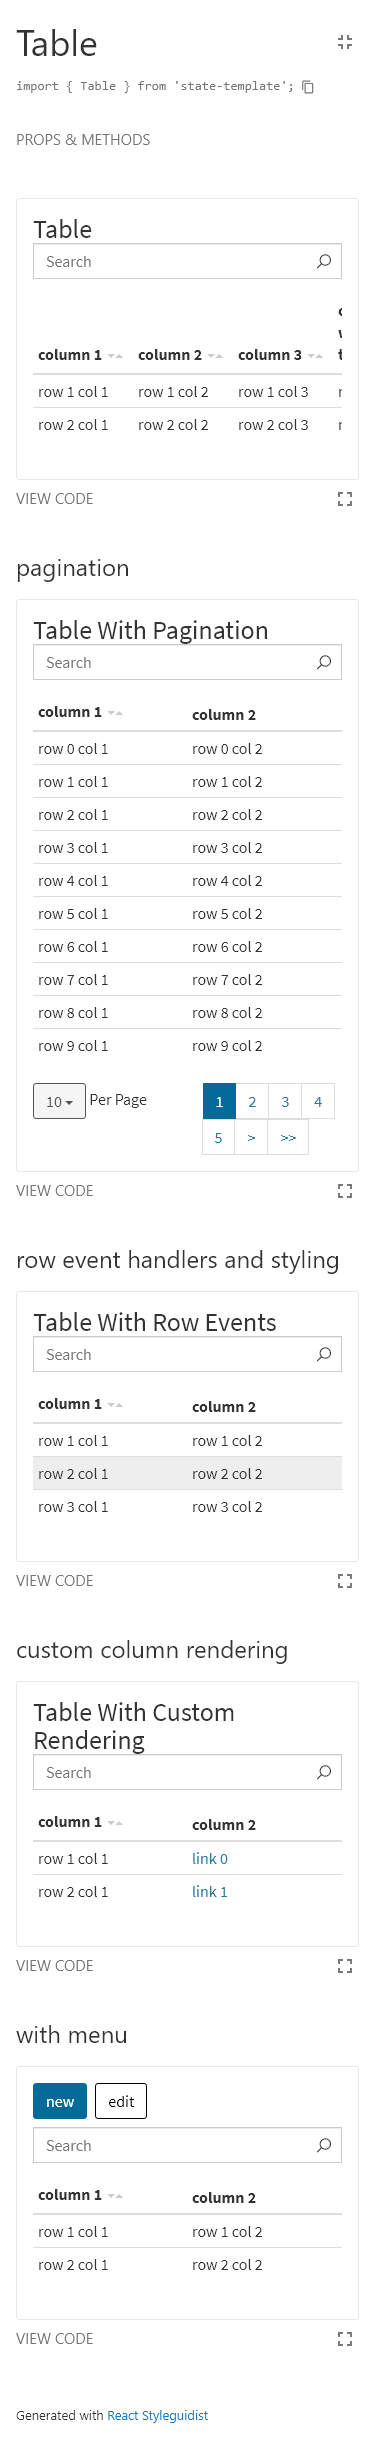 Table
import { Table } from 'state-template';
PROPS & METHODS
Table
Search
column 1 column 2 column 3
row 1 col 1 row 1 col 2 row 1 col 3
row 2 col 1 row 2 col 2 row 2 col 3
VIEW CODE
pagination
Table With Pagination
Search
column 1 column 2
row 0 col 1 row 0 col 2
row 1 col 1 row 1 col 2
row 2 col 1 row 2 col 2
row 3 col 1 row 3 col 2
row 4 col 1 row 4 col 2
row 5 col 1 row 5 col 2
row 6 col 1 row 6 col 2
row 7 col 1 row 7 col 2
row 8 col 1 row 8 col 2
row 9 col 1 row 9 col 2
10 Per Page 1 2 3 4
5 > >>
VIEW CODE
row event handlers and styling
Table With Row Events
Search
column 1 column 2
row 1 col 1 row 1 col 2
row 2 col 1 row 2 col 2
row 3 col 1 row 3 col 2
VIEW CODE
custom column rendering
Table With Custom
Rendering
Search
column 1 column 2
row 1 col 1 link 0
row 2 col 1 link 1
VIEW CODE
with menu
new edit
Search
column 1 column 2
row 1 col 1 row 1 col 2
row 2 col 1 row 2 col 2
VIEW CODE
Generated with React Styleguidist